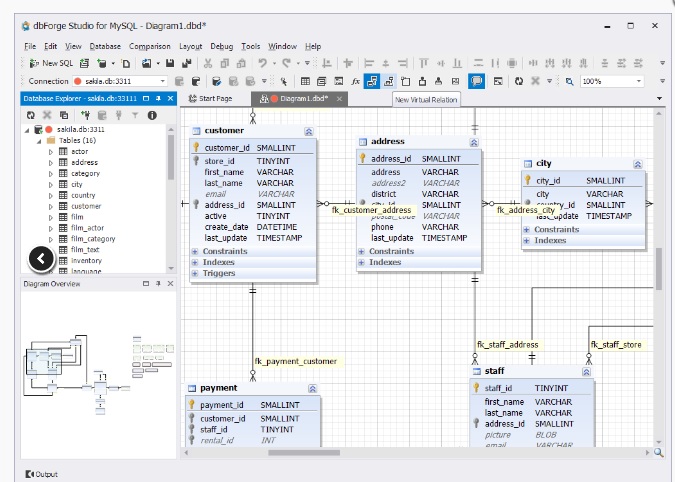 dbForge Studio for MySQL - Diagram1.dbd*
File Edit View Database Comparison Layout Debug Tools Window Help
New SQL
Connection sakila.db:3311 fx 100%
Database Explorer - sakila.db:33111
Start Page Diagram1.dbd*
New Virtual Relation
sakila.db:3311
Tables (16)
actor
address
category
city
country
customer
film
film_actor
film_category
film_text
inventory
language
Diagram Overview
customer
customer_id SMALLINT
store_id TINYINT
first_name VARCHAR
last_name VARCHAR
email VARCHAR
address_id SMALLINT
active TINYINT
create_date DATETIME
last_update TIMESTAMP
Constraints
Indexes
Triggers
fk_customer_address
address
address_id SMALLINT
address VARCHAR
address2 VARCHAR
district VARCHAR
city_id SMALLINT
postal_code VARCHAR
phone VARCHAR
last_update TIMESTAMP
Constraints
Indexes
fk_address_city
city
city_id SMALLINT
city VARCHAR
country_id SMALLINT
last_update TIMESTAMP
Constraints
Indexes
fk_payment_customer
fk_staff_address
fk_staff_store
payment
payment_id SMALLINT
customer_id SMALLINT
staff_id TINYINT
rental_id INT
staff
staff_id TINYINT
first_name VARCHAR
last_name VARCHAR
address_id SMALLINT
picture BLOB
email VARCHAR
Output